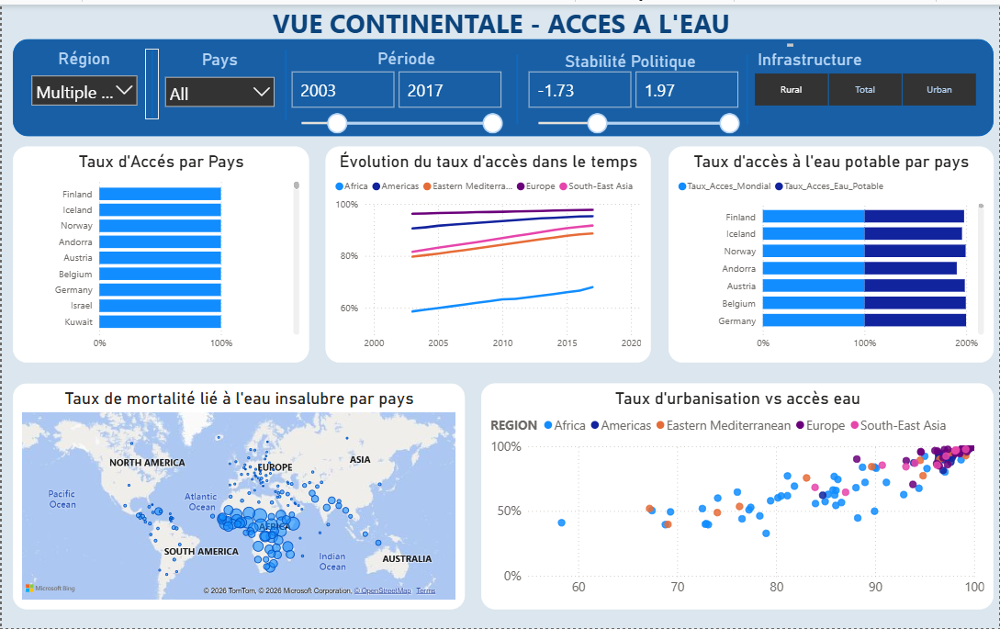 VUE CONTINENTALE - ACCES A L'EAU
Région
Pays
Période
Stabilité Politique
Infrastructure
Multiple ...
All
2003
2017
-1.73
1.97
Rural
Total
Urban
Taux d'Accés par Pays
Finland
Iceland
Norway
Andorra
Austria
Belgium
Germany
Israel
Kuwait
0%
100%
Évolution du taux d'accès dans le temps
Africa
Americas
Eastern Mediterra...
Europe
South-East Asia
100%
80%
60%
2000
2005
2010
2015
2020
Taux d'accès à l'eau potable par pays
Taux_Acces_Mondial
Taux_Acces_Eau_Potable
Finland
Iceland
Norway
Andorra
Austria
Belgium
Germany
0%
100%
200%
Taux de mortalité lié à l'eau insalubre par pays
NORTH AMERICA
EUROPE
ASIA
Pacific
Ocean
Atlantic
Ocean
AFRICA
SOUTH AMERICA
Indian
Ocean
AUSTRALIA
Microsoft Bing
© 2026 TomTom, © 2026 Microsoft Corporation, © OpenStreetMap Terms
Taux d'urbanisation vs accès eau
REGION
Africa
Americas
Eastern Mediterranean
Europe
South-East Asia
100%
50%
0%
60
70
80
90
100